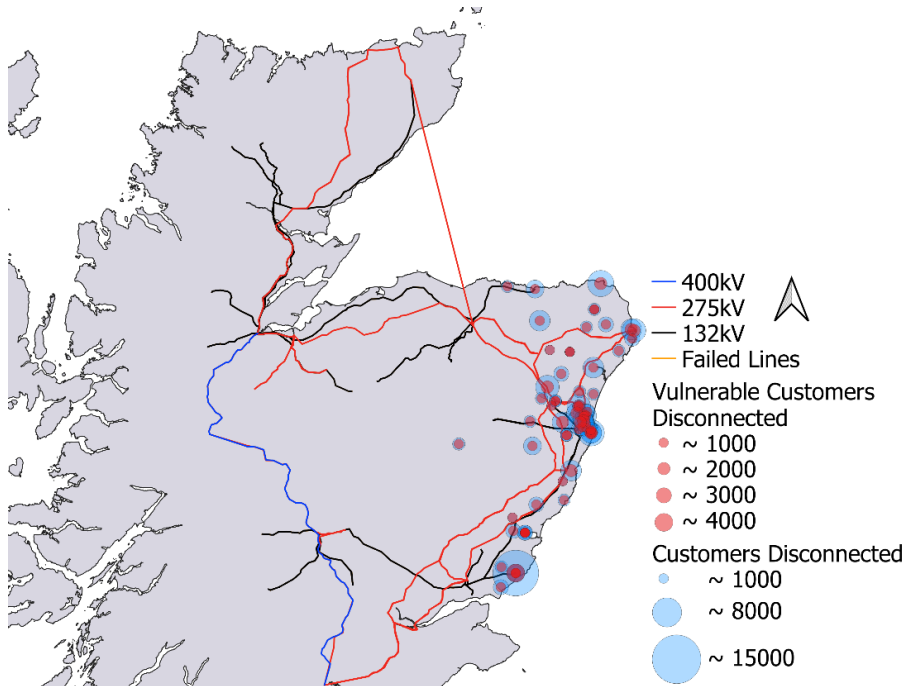 400kV
275kV
132kV
Failed Lines
Vulnerable Customers
Disconnected
~ 1000
~ 2000
~ 3000
~ 4000
Customers Disconnected
~ 1000
~ 8000
~ 15000